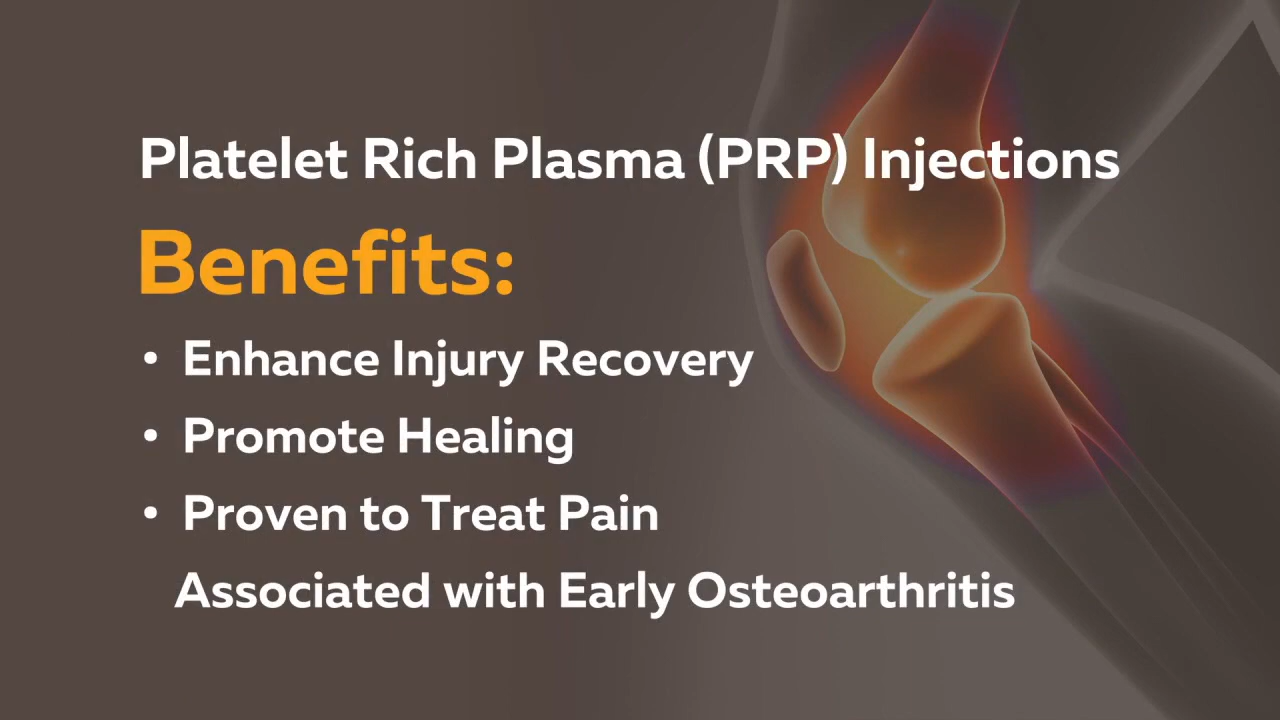 Platelet Rich Plasma (PRP) Injections
Benefits:
• Enhance Injury Recovery
• Promote Healing
• Proven to Treat Pain
Associated with Early Osteoarthritis